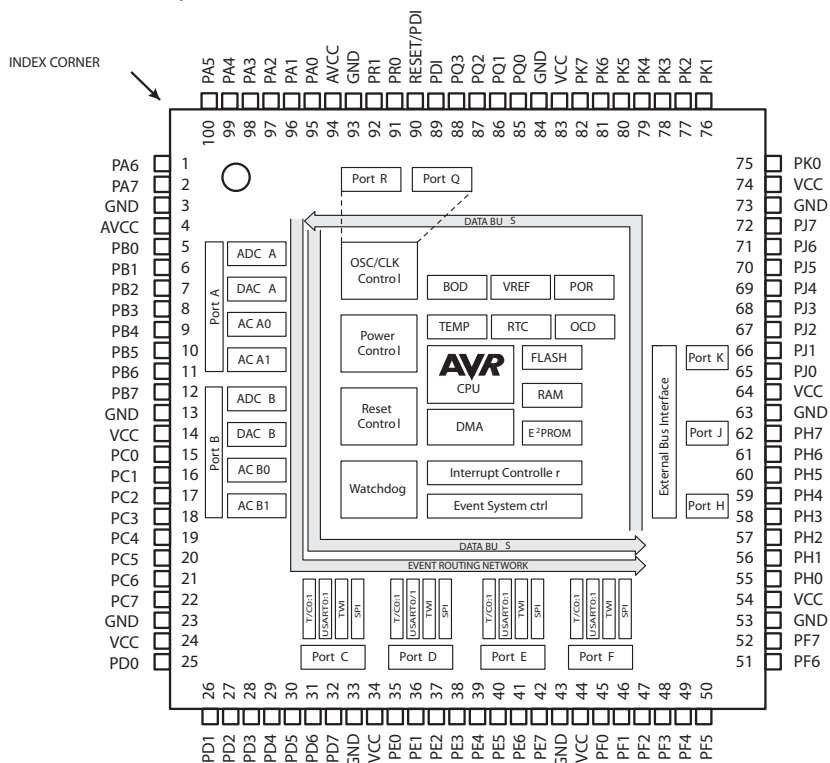 INDEX CORNER
PA5
PA4
PA3
PA2
PA1
PA0
AVCC
GND
PR1
PR0
RESET/PDI
PDI
PQ3
PQ2
PQ1
PQ0
GND
VCC
PK7
PK6
PK5
PK4
PK3
PK2
PK1
100
99
98
97
96
95
94
93
92
91
90
89
88
87
86
85
84
83
82
81
80
79
78
77
76
PA6 1
PA7 2
GND 3
AVCC 4
PB0 5
PB1 6
PB2 7
PB3 8
PB4 9
PB5 10
PB6 11
PB7 12
GND 13
VCC 14
PC0 15
PC1 16
PC2 17
PC3 18
PC4 19
PC5 20
PC6 21
PC7 22
GND 23
VCC 24
PD0 25
Port R
Port Q
DATA BU S
Port A
ADC A
DAC A
AC A0
AC A1
Port B
ADC B
DAC B
AC B0
AC B1
OSC/CLK
Control
Power
Control
Reset
Control
Watchdog
BOD
VREF
POR
TEMP
RTC
OCD
AVR
CPU
FLASH
RAM
DMA
E²PROM
Interrupt Controlle r
Event System ctrl
External Bus Interface
Port K
Port J
Port H
DATA BU S
EVENT ROUTING NETWORK
T/C0:1
USART0:1
TWI
SPI
Port C
T/C0:1
USART0/1
TWI
SPI
Port D
T/C0:1
USART0:1
TWI
SPI
Port E
T/C0:1
USART0:1
TWI
SPI
Port F
75 PK0
74 VCC
73 GND
72 PJ7
71 PJ6
70 PJ5
69 PJ4
68 PJ3
67 PJ2
66 PJ1
65 PJ0
64 VCC
63 GND
62 PH7
61 PH6
60 PH5
59 PH4
58 PH3
57 PH2
56 PH1
55 PH0
54 VCC
53 GND
52 PF7
51 PF6
26
27
28
29
30
31
32
33
34
35
36
37
38
39
40
41
42
43
44
45
46
47
48
49
50
PD1
PD2
PD3
PD4
PD5
PD6
PD7
GND
VCC
PE0
PE1
PE2
PE3
PE4
PE5
PE6
PE7
GND
VCC
PF0
PF1
PF2
PF3
PF4
PF5